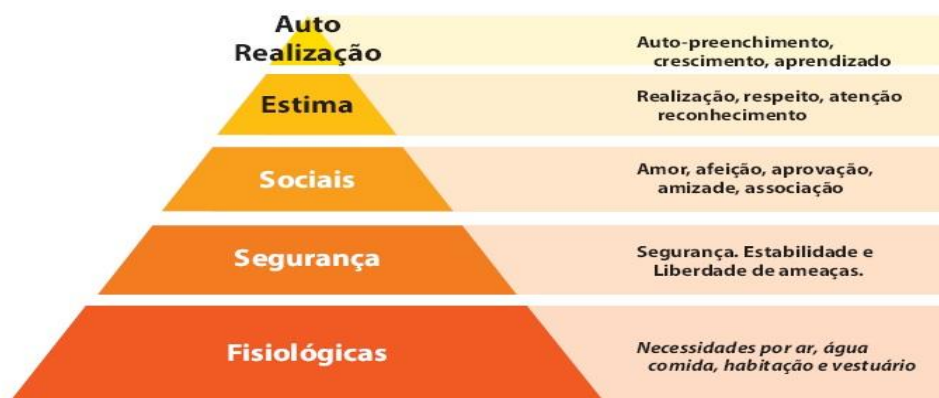 Auto
Realização
Auto-preenchimento,
crescimento, aprendizado
Estima
Realização, respeito, atenção
reconhecimento
Sociais
Amor, afeição, aprovação,
amizade, associação
Segurança
Segurança. Estabilidade e
Liberdade de ameaças.
Fisiológicas
Necessidades por ar, água
comida, habitação e vestuário